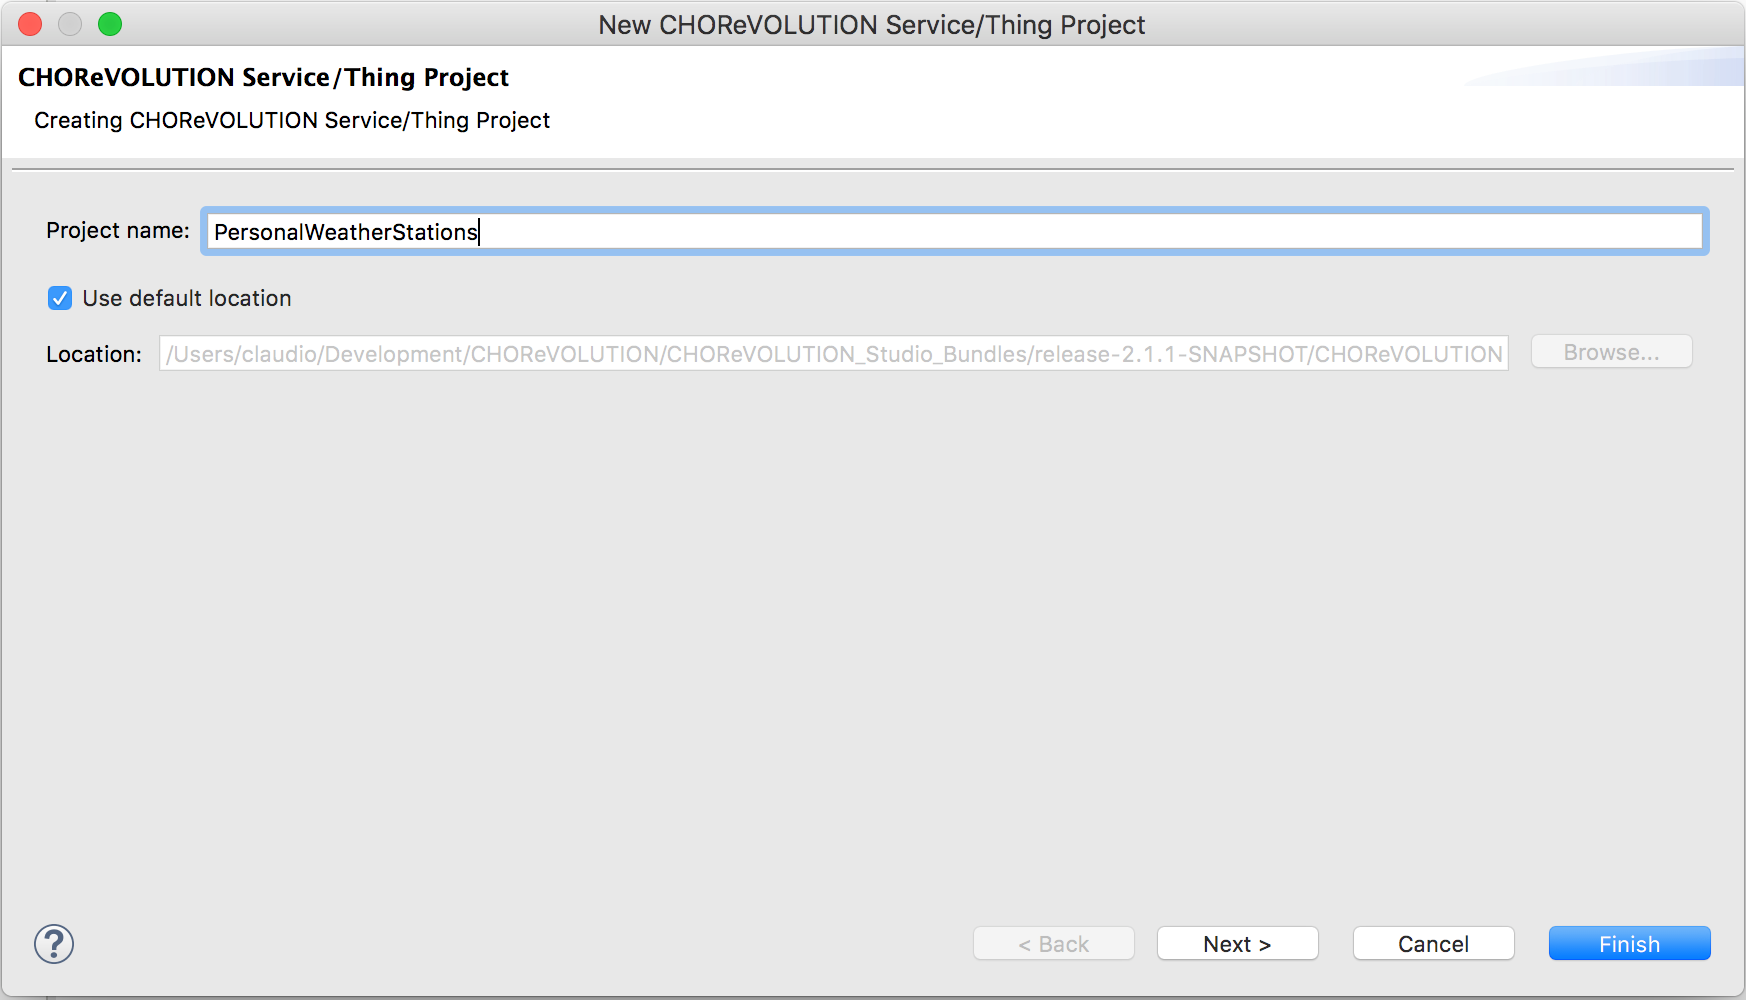 New CHOReVOLUTION Service/Thing Project
CHOReVOLUTION Service/Thing Project
Creating CHOReVOLUTION Service/Thing Project
Project name: PersonalWeatherStations
Use default location
Location: /Users/claudio/Development/CHOReVOLUTION/CHOReVOLUTION_Studio_Bundles/release-2.1.1-SNAPSHOT/CHOReVOLUTION Browse...
? < Back Next > Cancel Finish